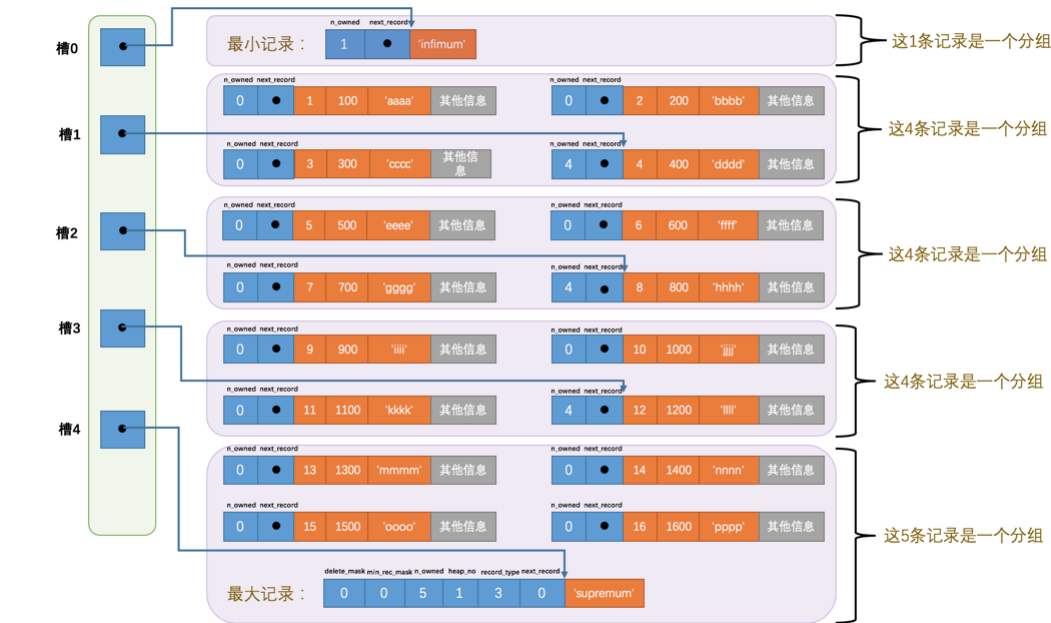 n_owned next_record
槽0
最小记录：
1
'infimum'
这1条记录是一个分组
n_owned next_record
n_owned next_record
0
1 100 'aaaa' 其他信息
0
2 200 'bbbb' 其他信息
槽1
这4条记录是一个分组
n_owned next_record
n_owned next_record
0
3 300 'cccc' 其他信
息
4
4 400 'dddd' 其他信息
n_owned next_record
n_owned next_record
槽2
0
5 500 'eeee' 其他信息
0
6 600 'ffff' 其他信息
这4条记录是一个分组
n_owned next_record
n_owned next_record
0
7 700 'gggg' 其他信息
4
8 800 'hhhh' 其他信息
槽3
n_owned next_record
n_owned next_record
0
9 900 'iiii' 其他信息
0
10 1000 'jjjj' 其他信息
这4条记录是一个分组
n_owned next_record
n_owned next_record
0
11 1100 'kkkk' 其他信息
4
12 1200 'llll' 其他信息
槽4
n_owned next_record
n_owned next_record
0
13 1300 'mmmm' 其他信息
0
14 1400 'nnnn' 其他信息
n_owned next_record
n_owned next_record
0
15 1500 'oooo' 其他信息
0
16 1600 'pppp' 其他信息
这5条记录是一个分组
delete_mask min_rec_mask n_owned heap_no record_type next_record
最大记录：
0 0 5 1 3 0 'supremum'